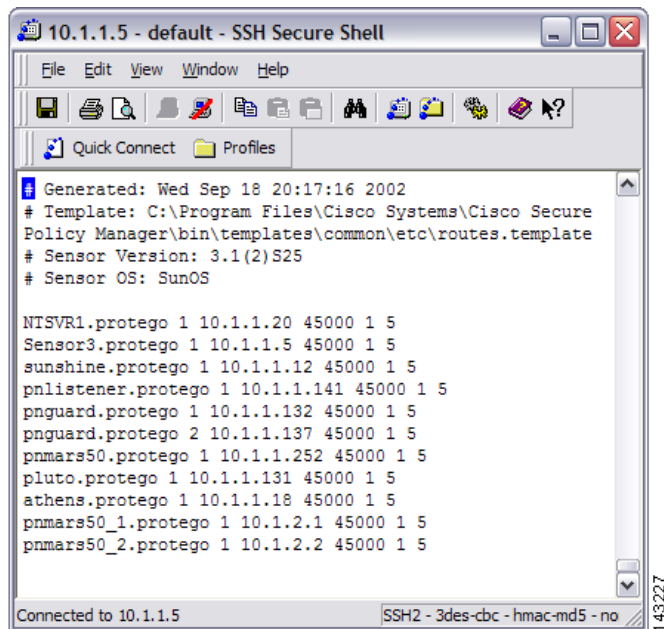 10.1.1.5 - default - SSH Secure Shell
File Edit View Window Help
Quick Connect Profiles
# Generated: Wed Sep 18 20:17:16 2002
# Template: C:\Program Files\Cisco Systems\Cisco Secure
Policy Manager\bin\templates\common\etc\routes.template
# Sensor Version: 3.1(2)S25
# Sensor OS: SunOS
NTSVR1.protego 1 10.1.1.20 45000 1 5
Sensor3.protego 1 10.1.1.5 45000 1 5
sunshine.protego 1 10.1.1.12 45000 1 5
pnlistener.protego 1 10.1.1.141 45000 1 5
pnguard.protego 1 10.1.1.132 45000 1 5
pnguard.protego 2 10.1.1.137 45000 1 5
pnmars50.protego 1 10.1.1.252 45000 1 5
pluto.protego 1 10.1.1.131 45000 1 5
athens.protego 1 10.1.1.18 45000 1 5
pnmars50_1.protego 1 10.1.2.1 45000 1 5
pnmars50_2.protego 1 10.1.2.2 45000 1 5
Connected to 10.1.1.5 SSH2 - 3des-cbc - hmac-md5 - no
143227